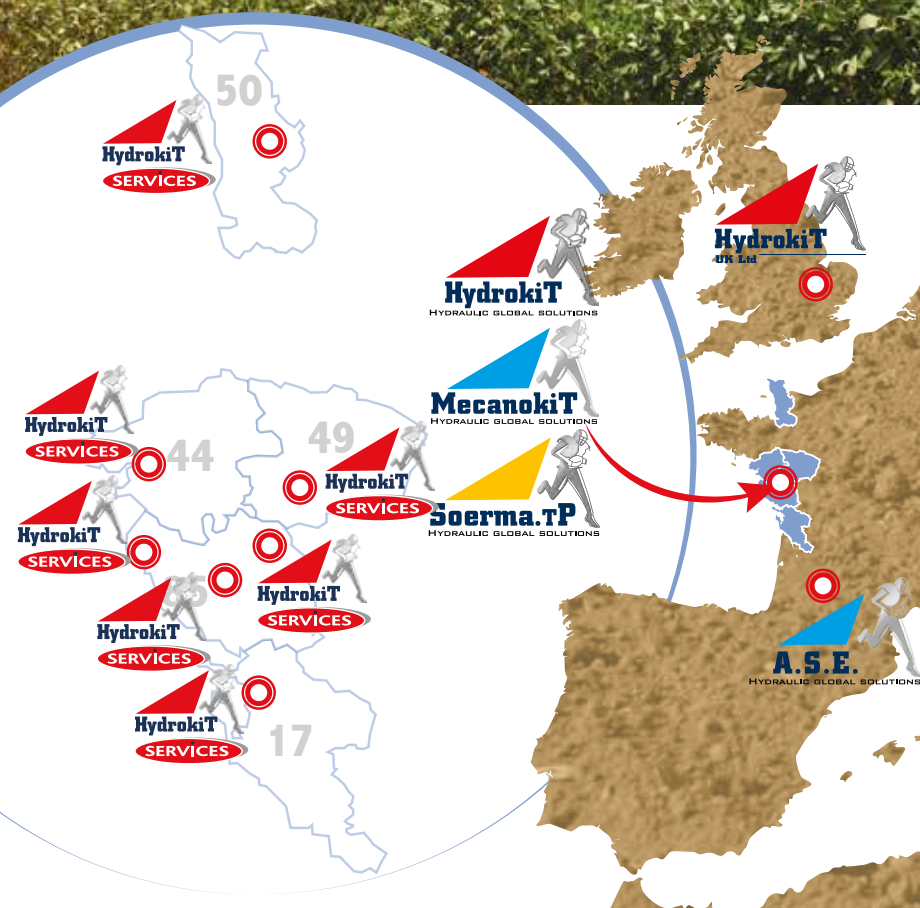 50
HydrokiT
SERVICES
HydrokiT
UK Ltd
HydrokiT
HYDRAULIC GLOBAL SOLUTIONS
MecanokiT
HYDRAULIC GLOBAL SOLUTIONS
Soerma.TP
HYDRAULIC GLOBAL SOLUTIONS
HydrokiT
SERVICES
44
49
HydrokiT
SERVICES
HydrokiT
SERVICES
85
HydrokiT
SERVICES
HydrokiT
SERVICES
HydrokiT
SERVICES
17
A.S.E.
HYDRAULIC GLOBAL SOLUTIONS